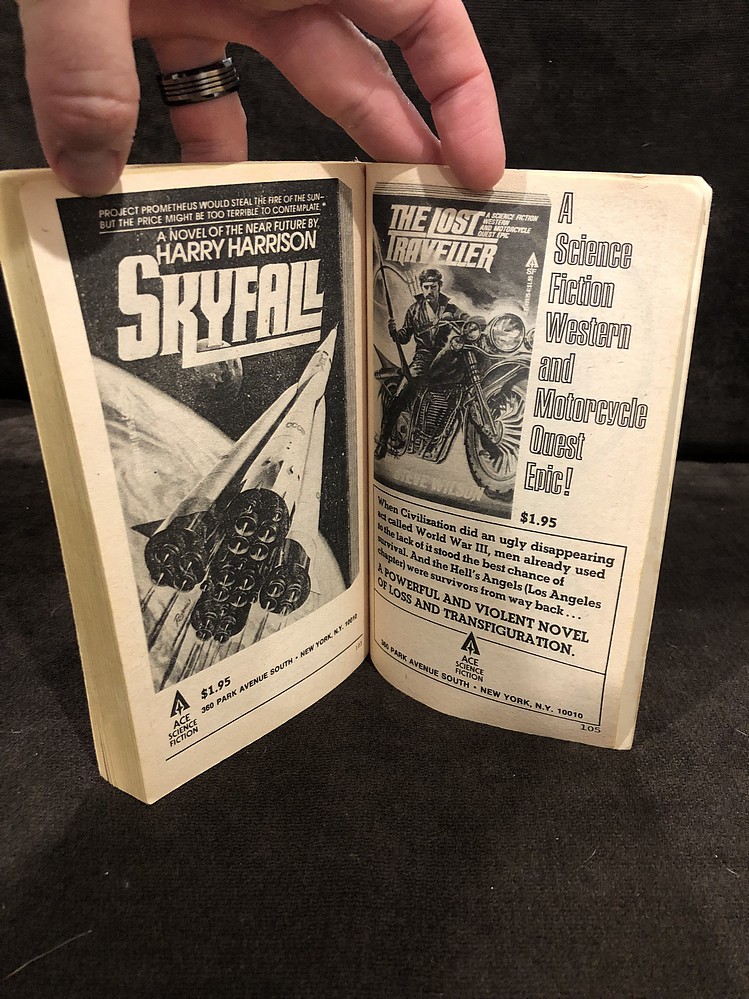 PROJECT PROMETHEUS WOULD STEAL THE FIRE OF THE SUN-
BUT THE PRICE MIGHT BE TOO TERRIBLE TO CONTEMPLATE.
A NOVEL OF THE NEAR FUTURE BY
HARRY HARRISON
SKYFALL
ACE
SCIENCE
FICTION
$1.95
360 PARK AVENUE SOUTH • NEW YORK, N.Y. 10010
THE LOST
TRAVELLER
A SCIENCE FICTION
WESTERN
AND MOTORCYCLE
QUEST EPIC
ACE
SF
STEVE WILSON
A
Science
Fiction
Western
and
Motorcycle
Quest
Epic!
$1.95
When Civilization did an ugly disappearing
act called World War III, men already used
to the lack of it stood the best chance of
survival. And the Hell's Angels (Los Angeles
chapter) were survivors from way back ...
A POWERFUL AND VIOLENT NOVEL
OF LOSS AND TRANSFIGURATION.
ACE
SCIENCE
FICTION
360 PARK AVENUE SOUTH • NEW YORK, N.Y. 10010
105